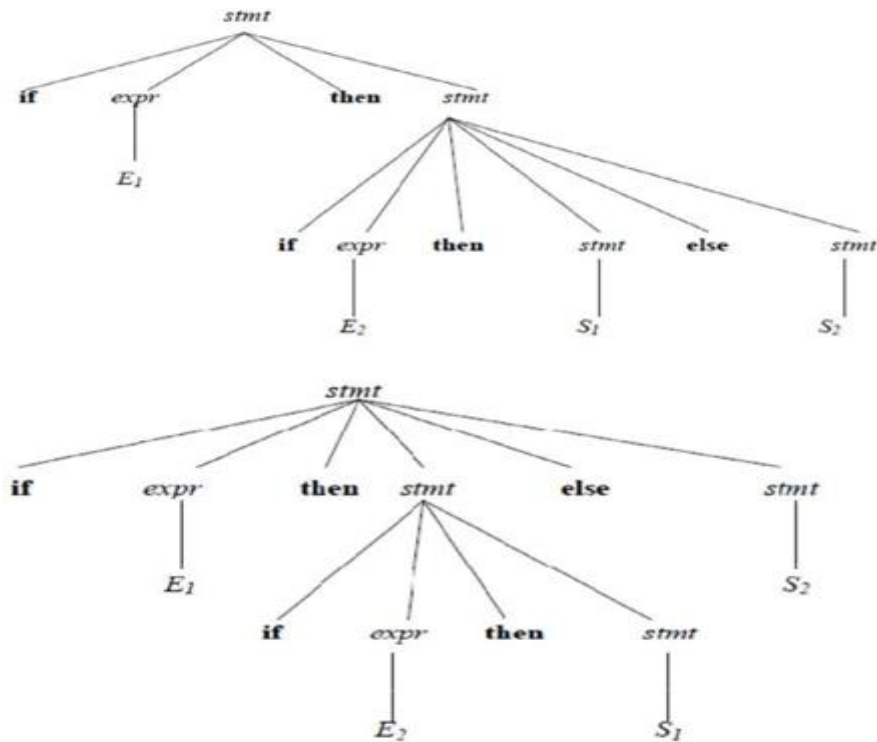 stmt
if expr then stmt
E1
if expr then stmt else stmt
E2 S1 S2
stmt
if expr then stmt else stmt
E1 S2
if expr then stmt
E2 S1